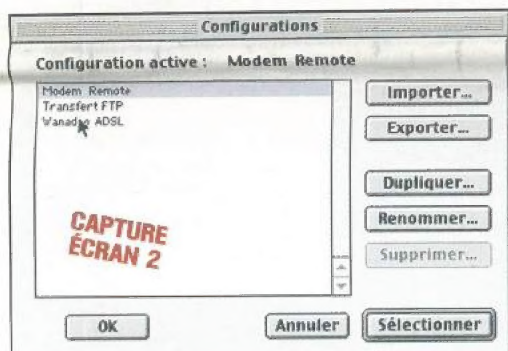 Configurations
Configuration active : Modem Remote
Modem Remote
Transfert FTP
Wanadoo ADSL
CAPTURE
ÉCRAN 2
Importer...
Exporter...
Dupliquer...
Renommer...
Supprimer...
OK
Annuler
Sélectionner